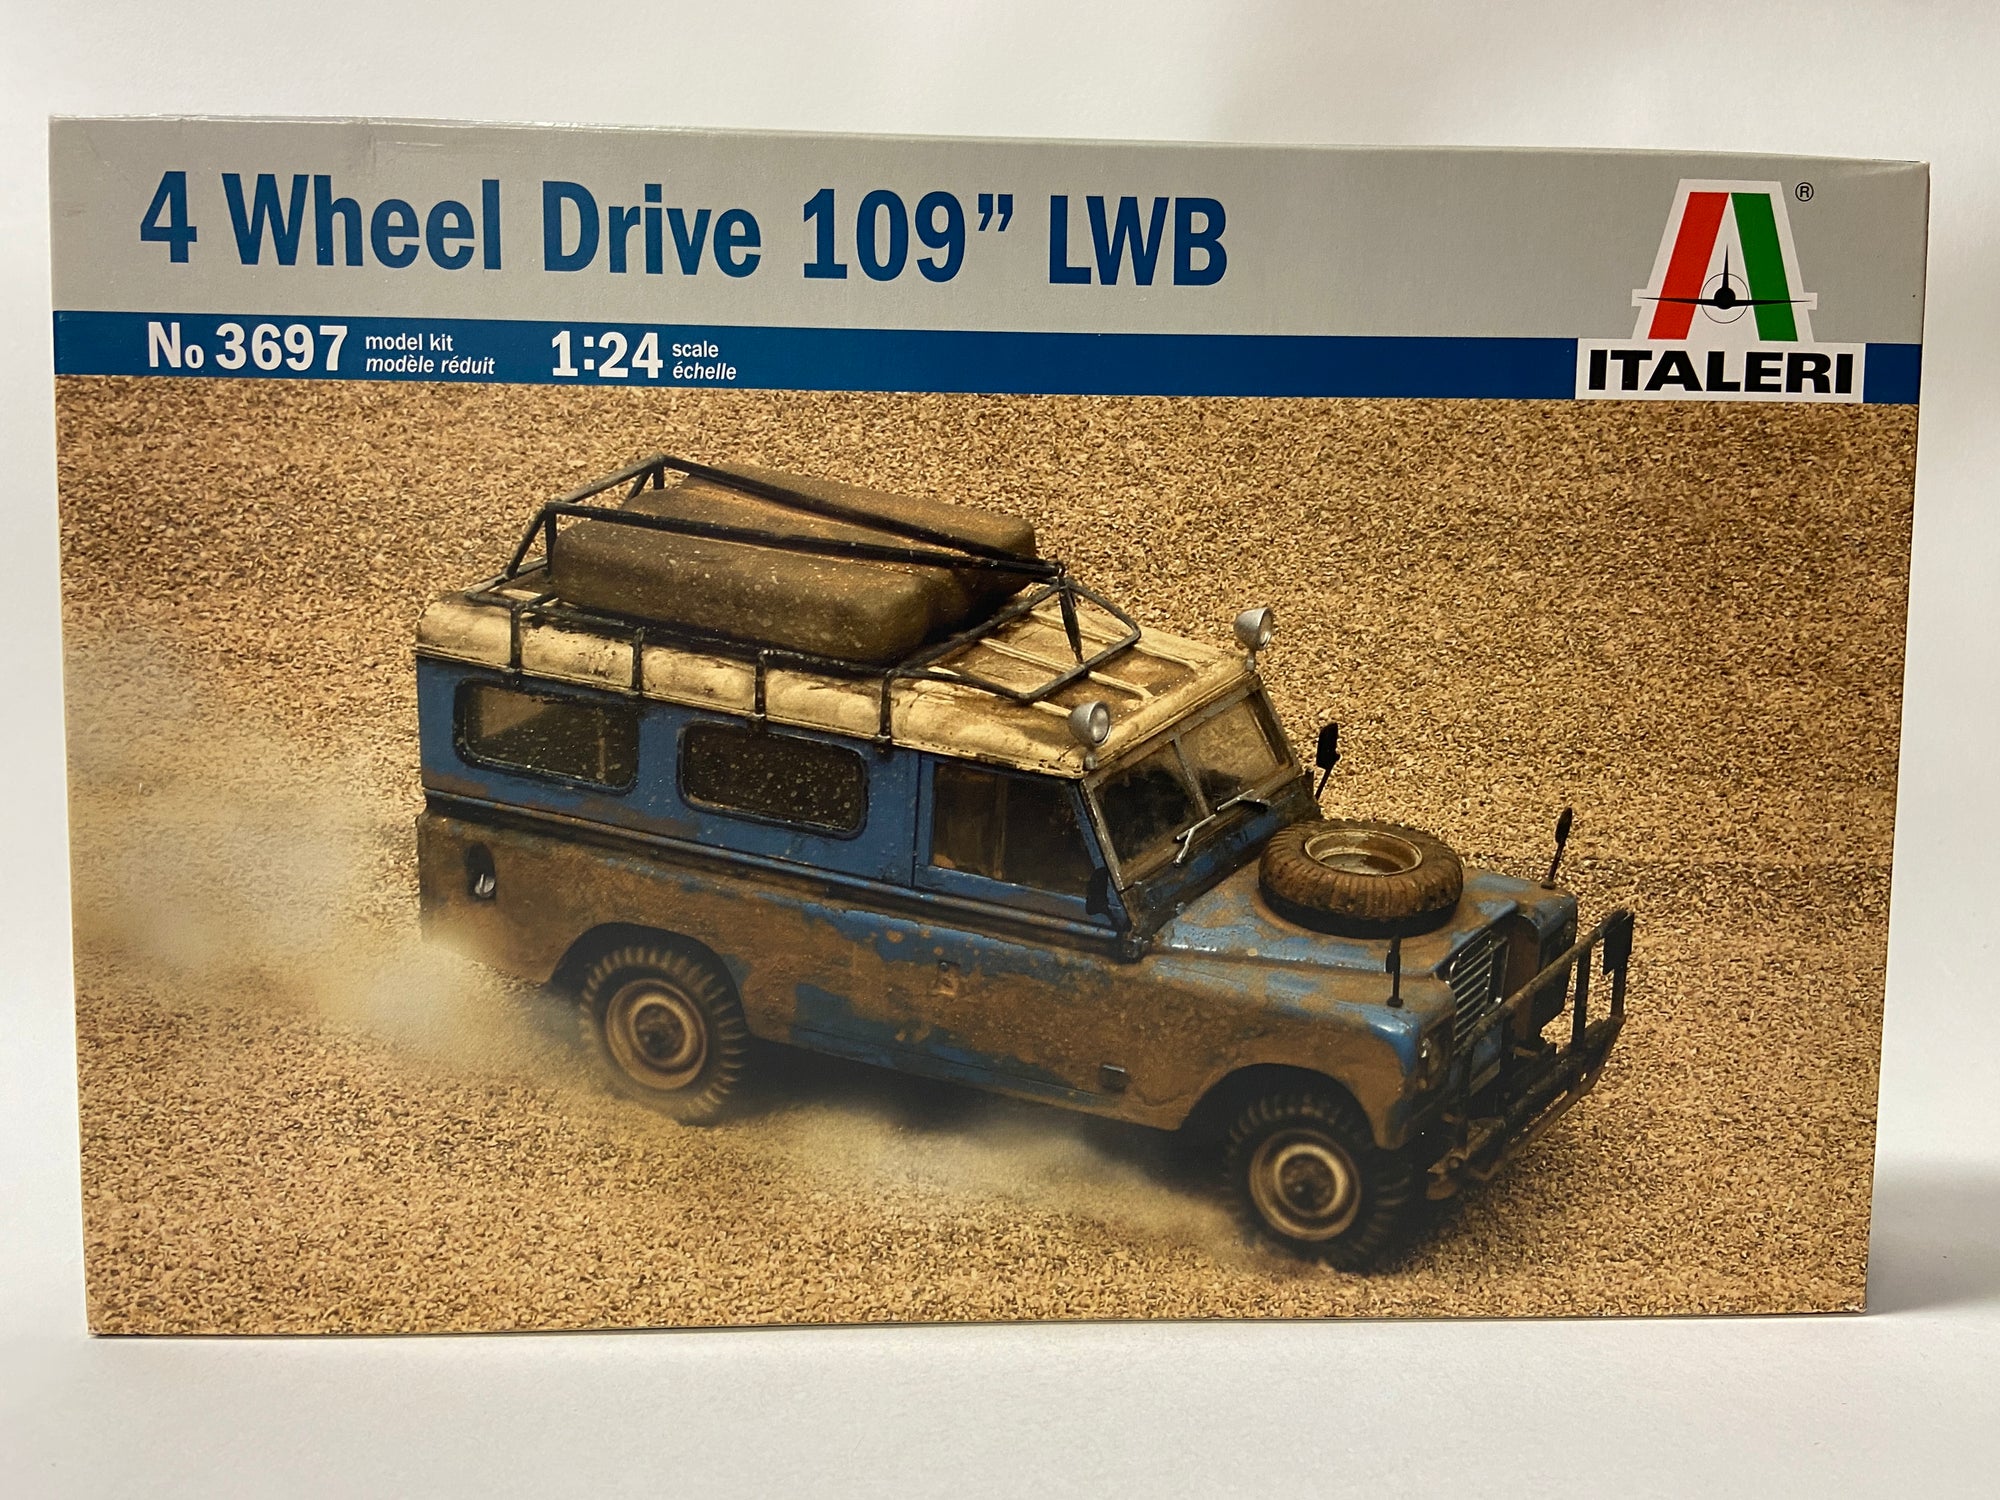 4 Wheel Drive 109” LWB
®
No 3697 model kit 1:24 scale
modèle réduit échelle
ITALERI